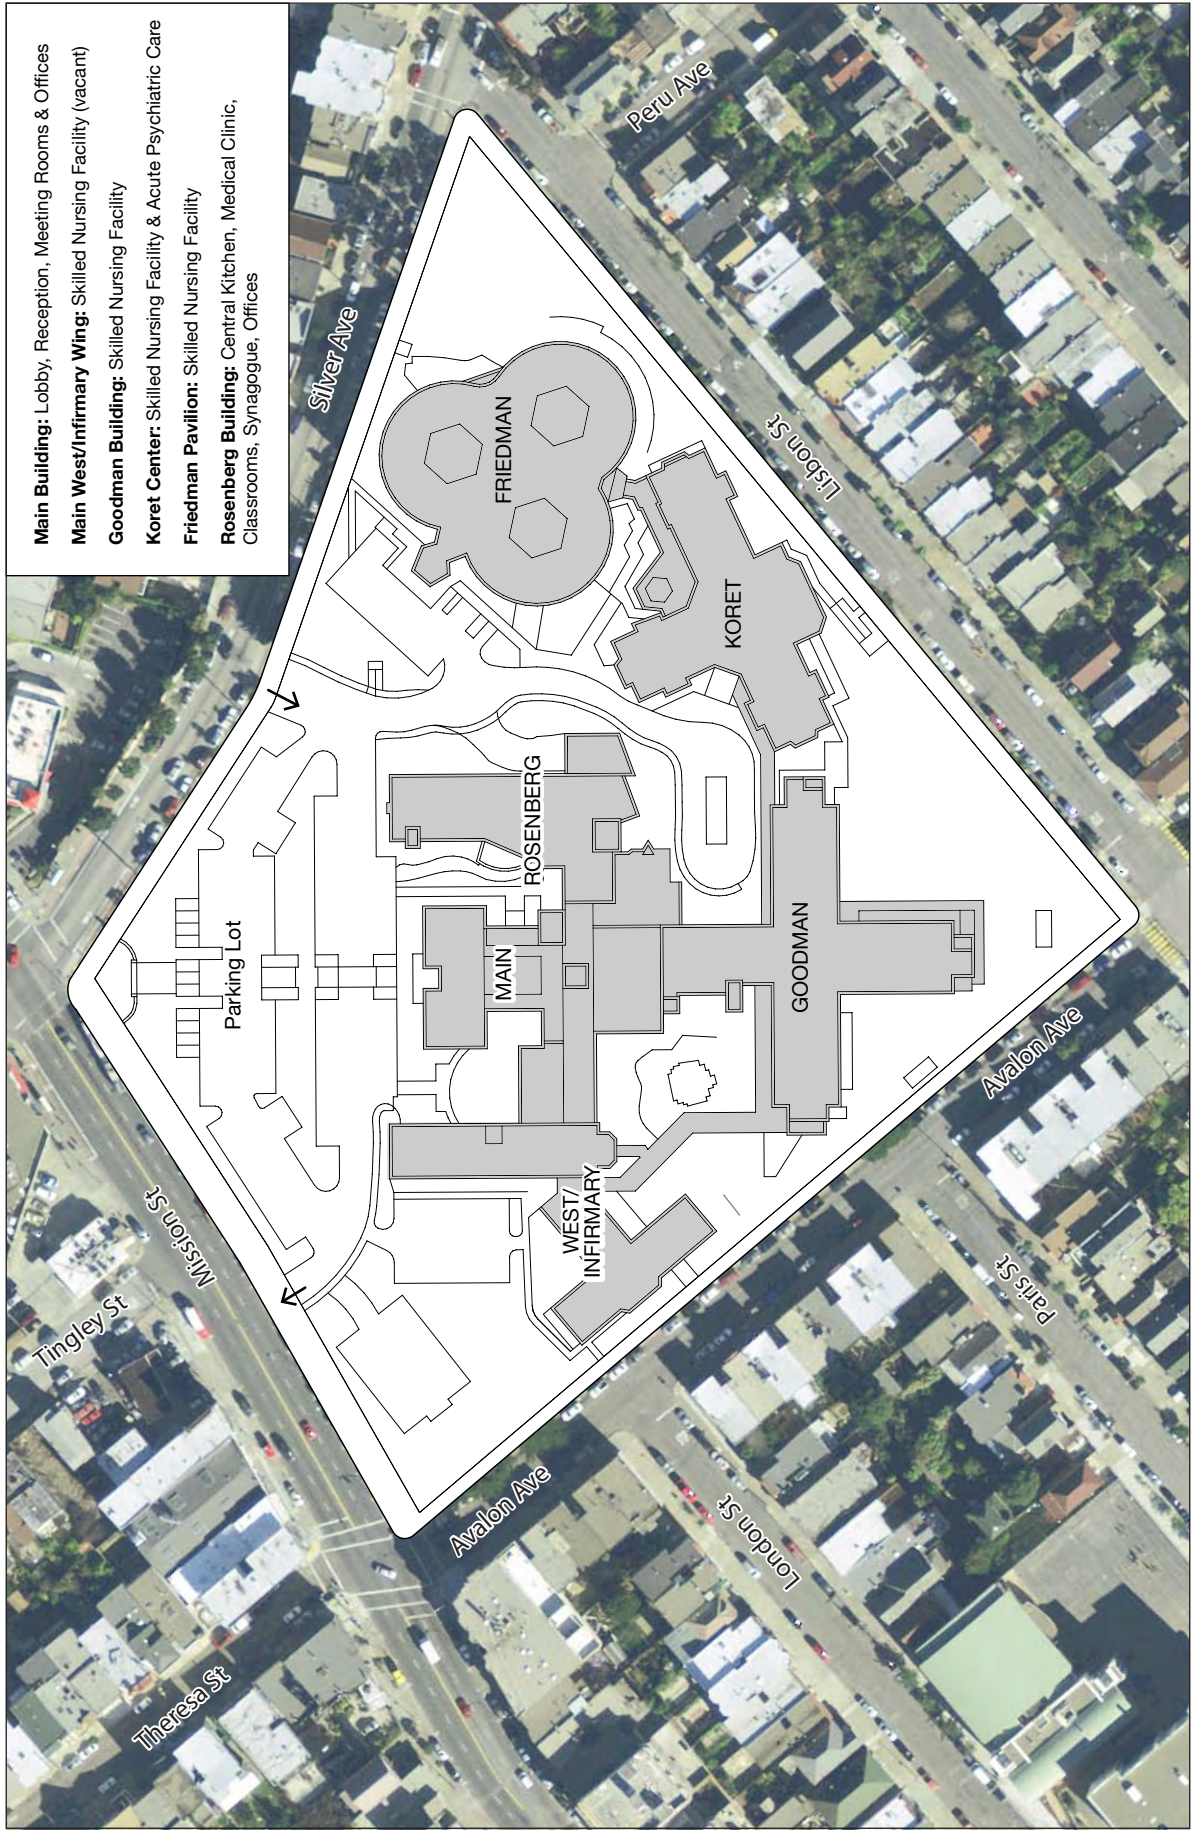 Main Building: Lobby, Reception, Meeting Rooms & Offices
Main West/Infirmary Wing: Skilled Nursing Facility (vacant)
Goodman Building: Skilled Nursing Facility
Koret Center: Skilled Nursing Facility & Acute Psychiatric Care
Friedman Pavilion: Skilled Nursing Facility
Rosenberg Building: Central Kitchen, Medical Clinic,
Classrooms, Synagogue, Offices
Peru Ave
Silver Ave
Lisbon St
FRIEDMAN
KORET
ROSENBERG
MAIN
GOODMAN
Parking Lot
WEST/
INFIRMARY
Avalon Ave
Mission St
Tingley St
Paris St
Avalon Ave
London St
Theresa St